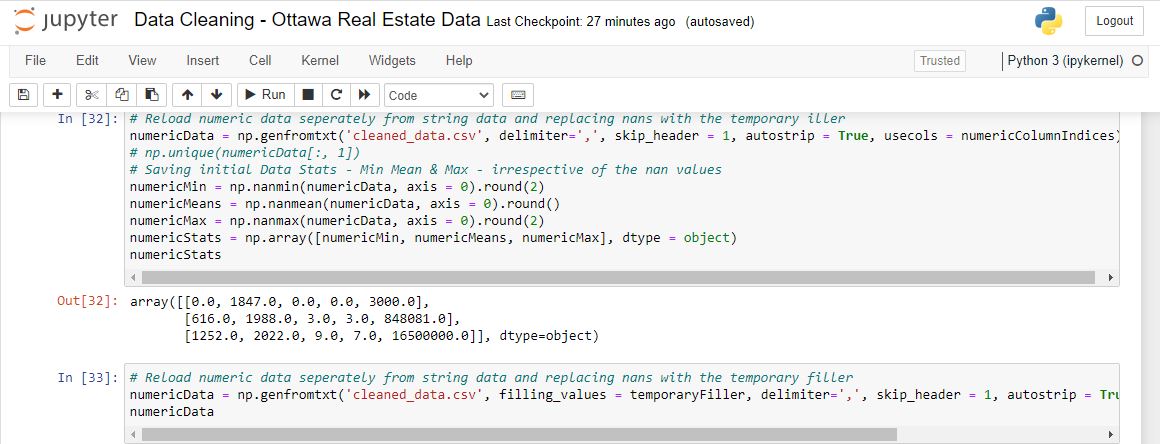 jupyter Data Cleaning - Ottawa Real Estate Data Last Checkpoint: 27 minutes ago (autosaved)
Logout
File Edit View Insert Cell Kernel Widgets Help Trusted Python 3 (ipykernel)
Run Code
In [32]: # Reload numeric data seperately from string data and replacing nans with the temporary iller
numericData = np.genfromtxt('cleaned_data.csv', delimiter=',', skip_header = 1, autostrip = True, usecols = numericColumnIndices)
# np.unique(numericData[:, 1])
# Saving initial Data Stats - Min Mean & Max - irrespective of the nan values
numericMin = np.nanmin(numericData, axis = 0).round(2)
numericMeans = np.nanmean(numericData, axis = 0).round()
numericMax = np.nanmax(numericData, axis = 0).round(2)
numericStats = np.array([numericMin, numericMeans, numericMax], dtype = object)
numericStats
Out[32]: array([[0.0, 1847.0, 0.0, 0.0, 3000.0],
[616.0, 1988.0, 3.0, 3.0, 848081.0],
[1252.0, 2022.0, 9.0, 7.0, 16500000.0]], dtype=object)
In [33]: # Reload numeric data seperately from string data and replacing nans with the temporary filler
numericData = np.genfromtxt('cleaned_data.csv', filling_values = temporaryFiller, delimiter=',', skip_header = 1, autostrip = Tru
numericData